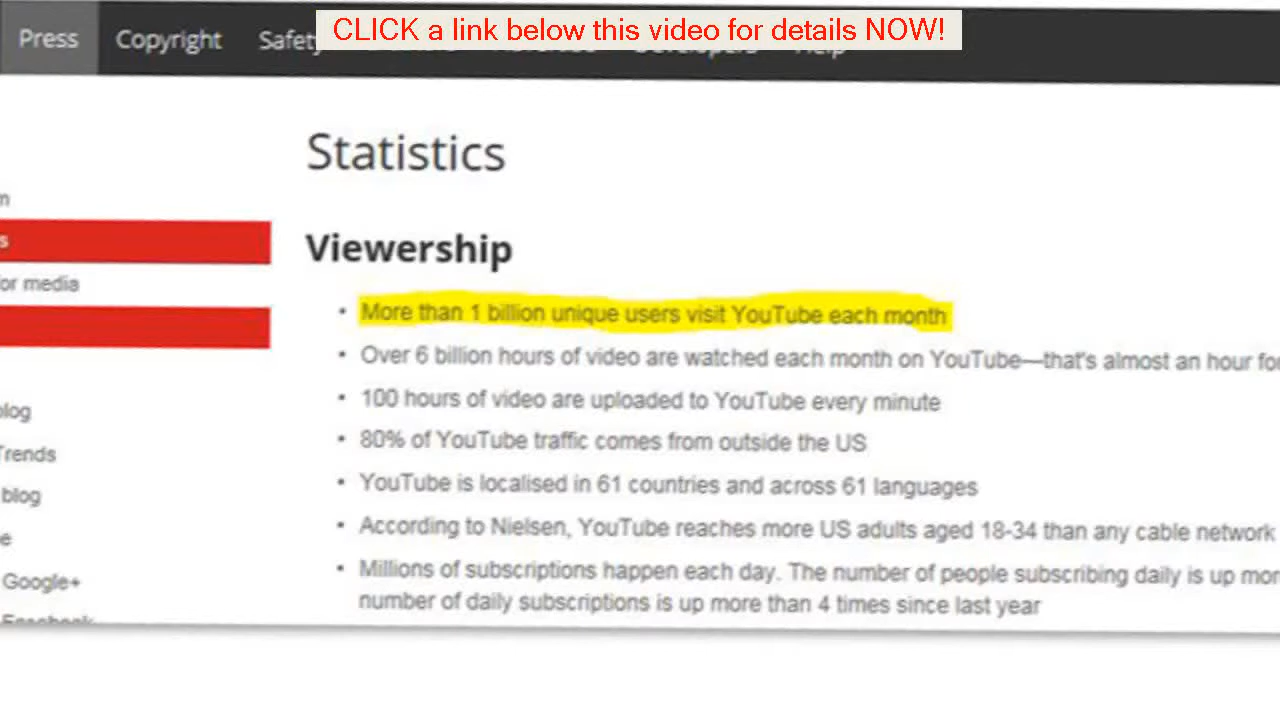 CLICK a link below this video for details NOW!
Press Copyright Safety
Statistics
Viewership
for media
blog
Trends
blog
Google+
• More than 1 billion unique users visit YouTube each month
• Over 6 billion hours of video are watched each month on YouTube—that's almost an hour for
• 100 hours of video are uploaded to YouTube every minute
• 80% of YouTube traffic comes from outside the US
• YouTube is localised in 61 countries and across 61 languages
• According to Nielsen, YouTube reaches more US adults aged 18-34 than any cable network
• Millions of subscriptions happen each day. The number of people subscribing daily is up more
number of daily subscriptions is up more than 4 times since last year